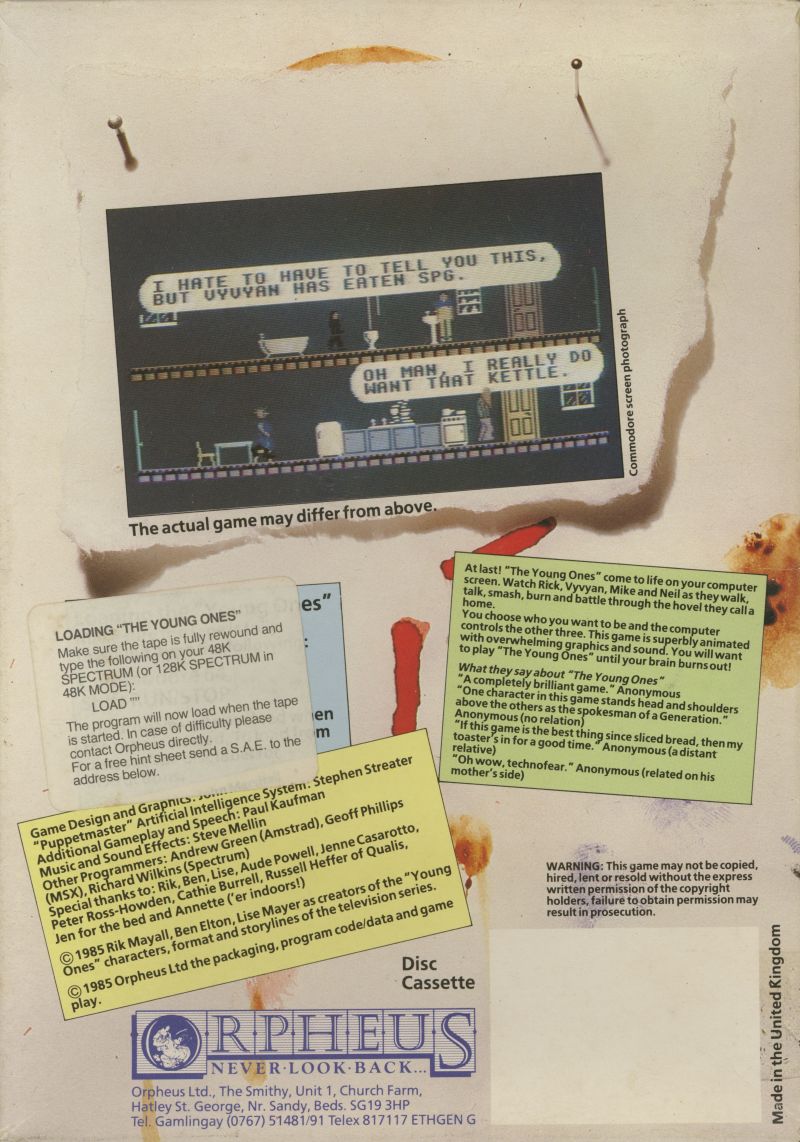 I HATE TO HAVE TO TELL YOU THIS,
BUT VYVYAN HAS EATEN SPG.
OH MAN, I REALLY DO
WANT THAT KETTLE.
Commodore screen photograph
The actual game may differ from above.
LOADING "THE YOUNG ONES"
Make sure the tape is fully rewound and
type the following on your 48K
SPECTRUM (or 128K SPECTRUM in
48K MODE):
LOAD ""
The program will now load when the tape
is started. In case of difficulty please
contact Orpheus directly.
For a free hint sheet send a S.A.E. to the
address below.
At last! "The Young Ones" come to life on your computer
screen. Watch Rick, Vyvyan, Mike and Neil as they walk,
talk, smash, burn and battle through the hovel they call a
home.
You choose who you want to be and the computer
controls the other three. This game is superbly animated
with overwhelming graphics and sound. You will want
to play "The Young Ones" until your brain burns out!
What they say about "The Young Ones"
"A completely brilliant game." Anonymous
"One character in this game stands head and shoulders
above the others as the spokesman of a Generation."
Anonymous (no relation)
"If this game is the best thing since sliced bread, then my
toaster's in for a good time." Anonymous (a distant
relative)
"Oh wow, technofear." Anonymous (related on his
mother's side)
Game Design and Graphics:
"Puppetmaster" Artificial Intelligence System: Stephen Streater
Additional Gameplay and Speech: Paul Kaufman
Music and Sound Effects: Steve Mellin
Other Programmers: Andrew Green (Amstrad), Geoff Phillips
(MSX), Richard Wilkins (Spectrum)
Special thanks to: Rik, Ben, Lise, Aude Powell, Jenne Casarotto,
Peter Ross-Howden, Cathie Burrell, Russell Heffer of Qualis,
Jen for the bed and Annette ('er indoors!)
© 1985 Rik Mayall, Ben Elton, Lise Mayer as creators of the "Young
Ones" characters, format and storylines of the television series.
© 1985 Orpheus Ltd the packaging, program code/data and game
play.
WARNING: This game may not be copied,
hired, lent or resold without the express
written permission of the copyright
holders, failure to obtain permission may
result in prosecution.
Disc
Cassette
ORPHEUS
NEVER·LOOK·BACK...
Orpheus Ltd., The Smithy, Unit 1, Church Farm,
Hatley St. George, Nr. Sandy, Beds. SG19 3HP
Tel. Gamlingay (0767) 51481/91 Telex 817117 ETHGEN G
Made in the United Kingdom